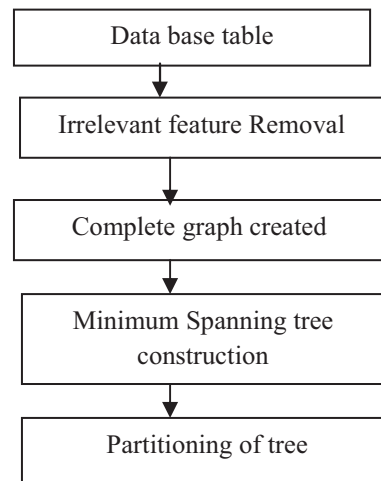 Data base table
Irrelevant feature Removal
Complete graph created
Minimum Spanning tree
construction
Partitioning of tree